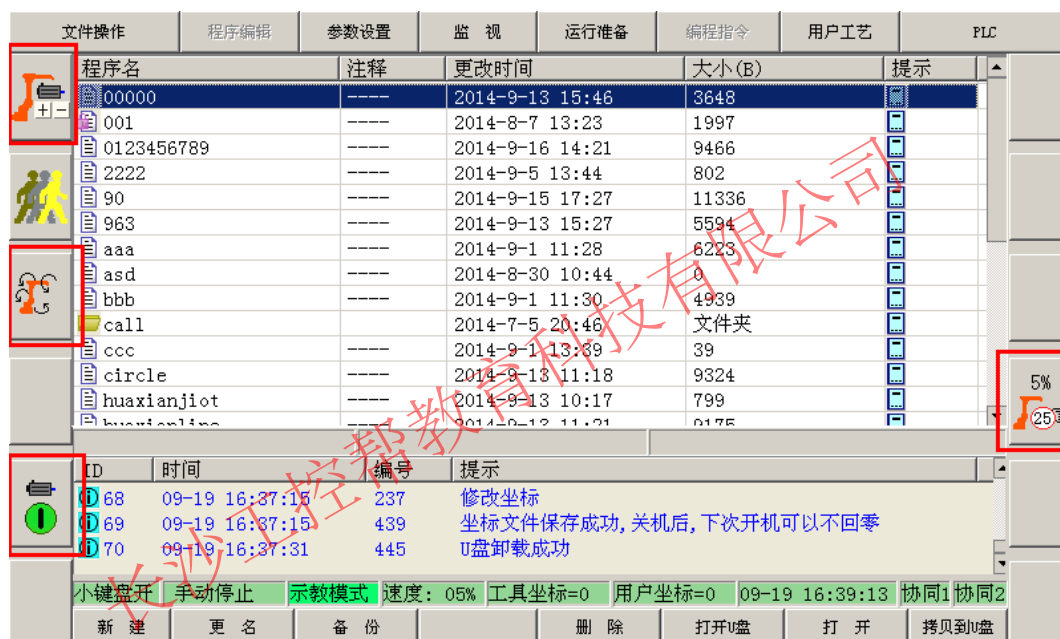 文件操作 程序编辑 参数设置 监 视 运行准备 编程指令 用户工艺 PLC
程序名 注释 更改时间 大小(B) 提示
00000 ---- 2014-9-13 15:46 3648
001 ---- 2014-8-7 13:23 1997
0123456789 ---- 2014-9-16 14:21 9466
2222 ---- 2014-9-5 13:44 802
90 ---- 2014-9-15 17:27 11336
963 ---- 2014-9-13 15:27 5594
aaa ---- 2014-9-1 11:28 6223
asd ---- 2014-8-30 10:44 0
bbb ---- 2014-9-1 11:30 4939
call 2014-7-5 20:46 文件夹
ccc ---- 2014-9-1 13:39 39
circle ---- 2014-9-13 11:18 9324
huaxianjiot ---- 2014-9-13 10:17 799
5%
25
ID 时间 编号 提示
68 09-19 16:37:15 237 修改坐标
69 09-19 16:37:15 439 坐标文件保存成功,关机后,下次开机可以不回零
70 09-19 16:37:31 445 U盘卸载成功
小键盘开 手动停止 示教模式 速度: 05% 工具坐标=0 用户坐标=0 09-19 16:39:13 协同1 协同2
新 建 更 名 备 份 删 除 打开U盘 打 开 拷贝到U盘
长沙工控帮教育科技有限公司